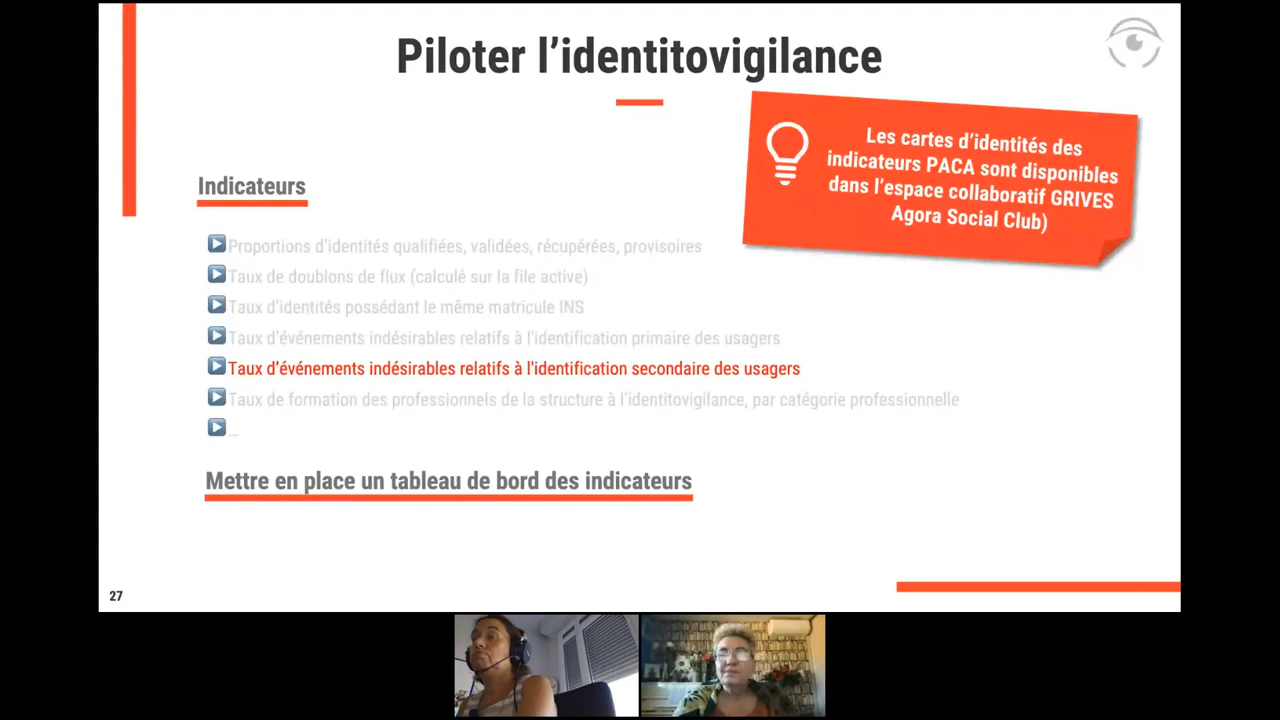 Piloter l’identitovigilance
Les cartes d’identités des
indicateurs PACA sont disponibles
dans l’espace collaboratif GRIVES
Agora Social Club)
Indicateurs
Proportions d’identités qualifiées, validées, récupérées, provisoires
Taux de doublons de flux (calculé sur la file active)
Taux d’identités possédant le même matricule INS
Taux d’événements indésirables relatifs à l'identification primaire des usagers
Taux d’événements indésirables relatifs à l'identification secondaire des usagers
Taux de formation des professionnels de la structure à l'identitovigilance, par catégorie professionnelle
...
Mettre en place un tableau de bord des indicateurs
27